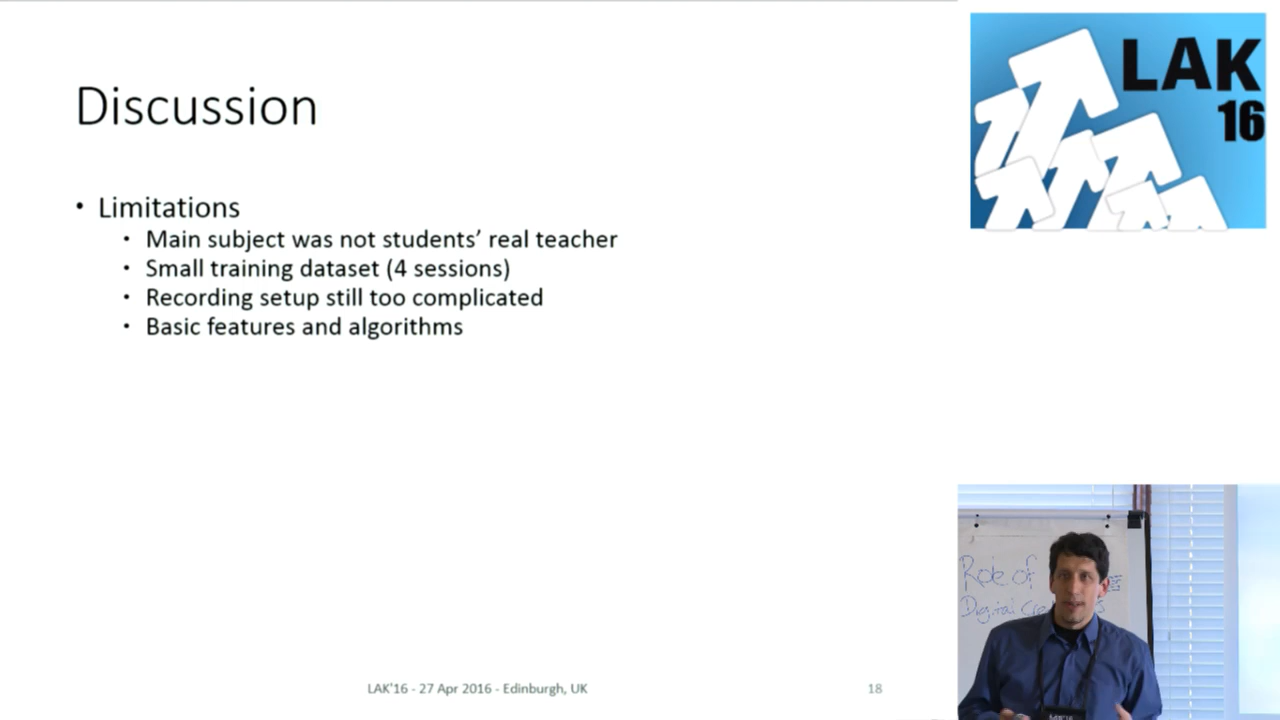 Discussion
• Limitations
• Main subject was not students’ real teacher
• Small training dataset (4 sessions)
• Recording setup still too complicated
• Basic features and algorithms
LAK'16 - 27 Apr 2016 - Edinburgh, UK
18
LAK
16
Role of
Digital